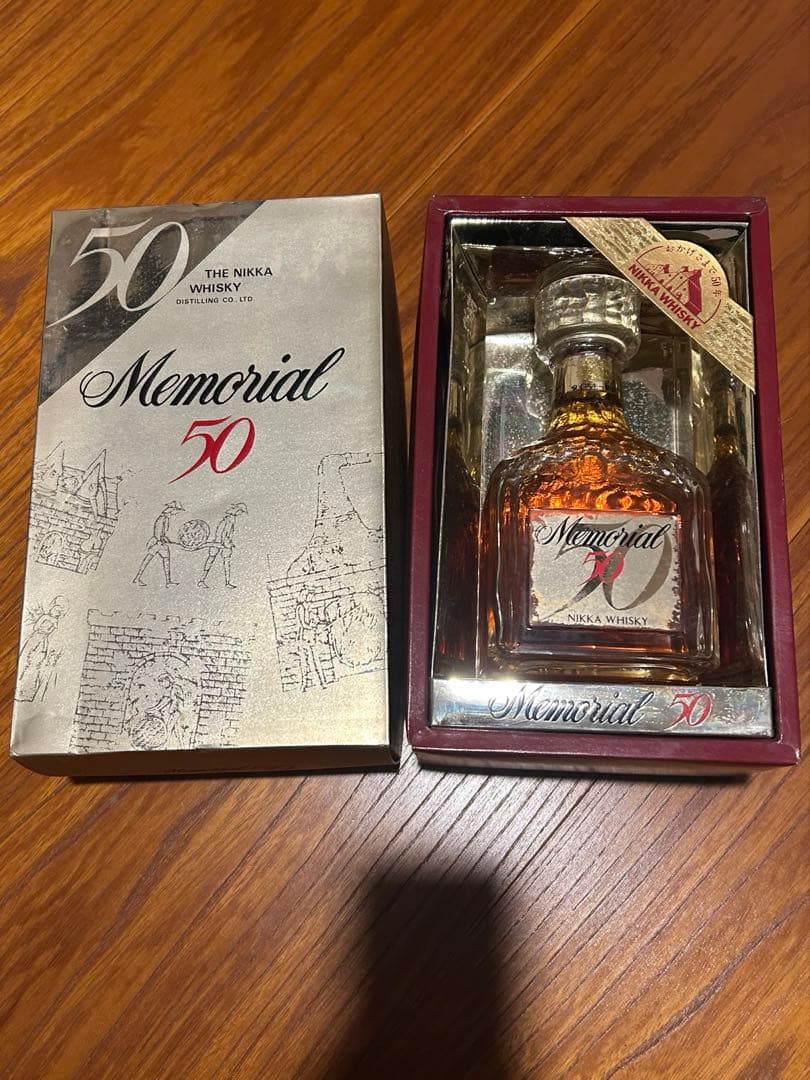 50
THE NIKKA
WHISKY
DISTILLING CO., LTD
Memorial
50
おかげさまで50年
NIKKA WHISKY
Memorial
50
50
NIKKA WHISKY
Memorial 50